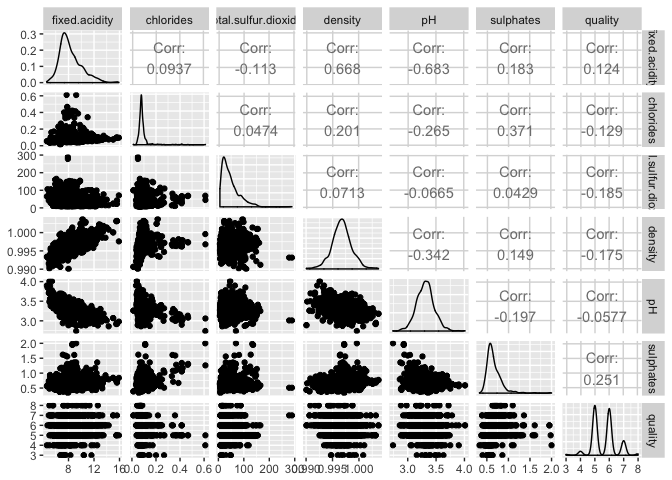 fixed.acidity chlorides otal.sulfur.dioxid density pH sulphates quality
0.3 0.2 0.1 0.0 Corr: 0.0937 Corr: -0.113 Corr: 0.668 Corr: -0.683 Corr: 0.183 Corr: 0.124 fixed.acidity
0.6 0.4 0.2 0.0 Corr: 0.0474 Corr: 0.201 Corr: -0.265 Corr: 0.371 Corr: -0.129 chlorides
300 200 100 0 Corr: 0.0713 Corr: -0.0665 Corr: 0.0429 Corr: -0.185 l.sulfur.dio
1.000 0.995 0.990 Corr: -0.342 Corr: 0.149 Corr: -0.175 density
4.0 3.5 3.0 Corr: -0.197 Corr: -0.0577 pH
2.0 1.5 1.0 0.5 Corr: 0.251 sulphates
8 7 6 5 4 3 quality
8 12 16 0.0 0.2 0.4 0.6 0 100 200 300 0.990 0.995 1.000 3.0 3.5 4.0 0.5 1.0 1.5 2.0 3 4 5 6 7 8